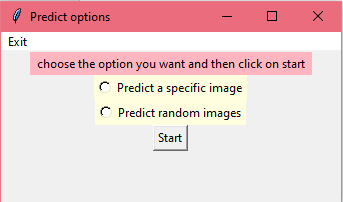 Predict options
Exit
choose the option you want and then click on start
Predict a specific image
Predict random images
Start